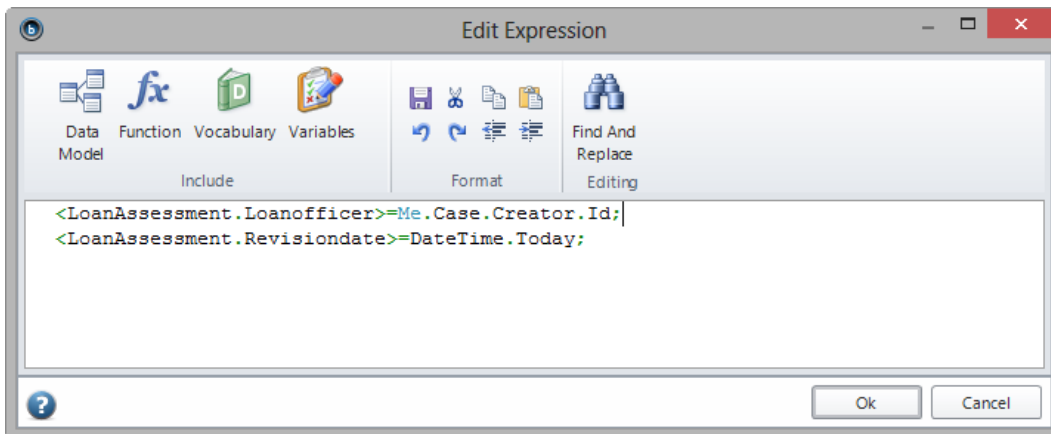 Edit Expression
Data Model
Function
Vocabulary
Variables
Find And Replace
Include
Format
Editing
<LoanAssessment.Loanofficer>=Me.Case.Creator.Id;
<LoanAssessment.Revisiondate>=DateTime.Today;
Ok
Cancel